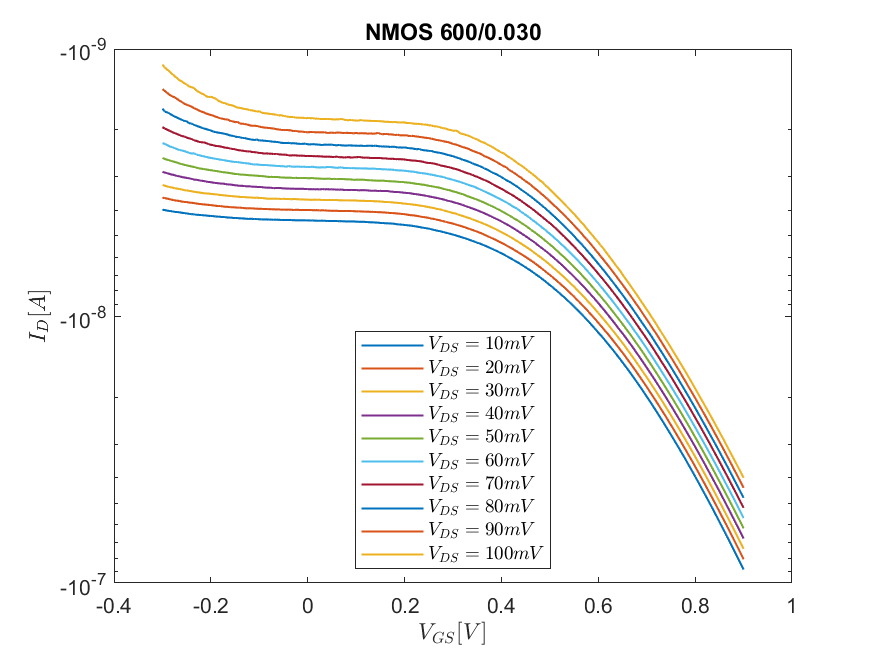 NMOS 600/0.030
-10^-9
-10^-8
-10^-7
I_D[A]
V_DS = 10mV
V_DS = 20mV
V_DS = 30mV
V_DS = 40mV
V_DS = 50mV
V_DS = 60mV
V_DS = 70mV
V_DS = 80mV
V_DS = 90mV
V_DS = 100mV
-0.4 -0.2 0 0.2 0.4 0.6 0.8 1
V_GS[V]